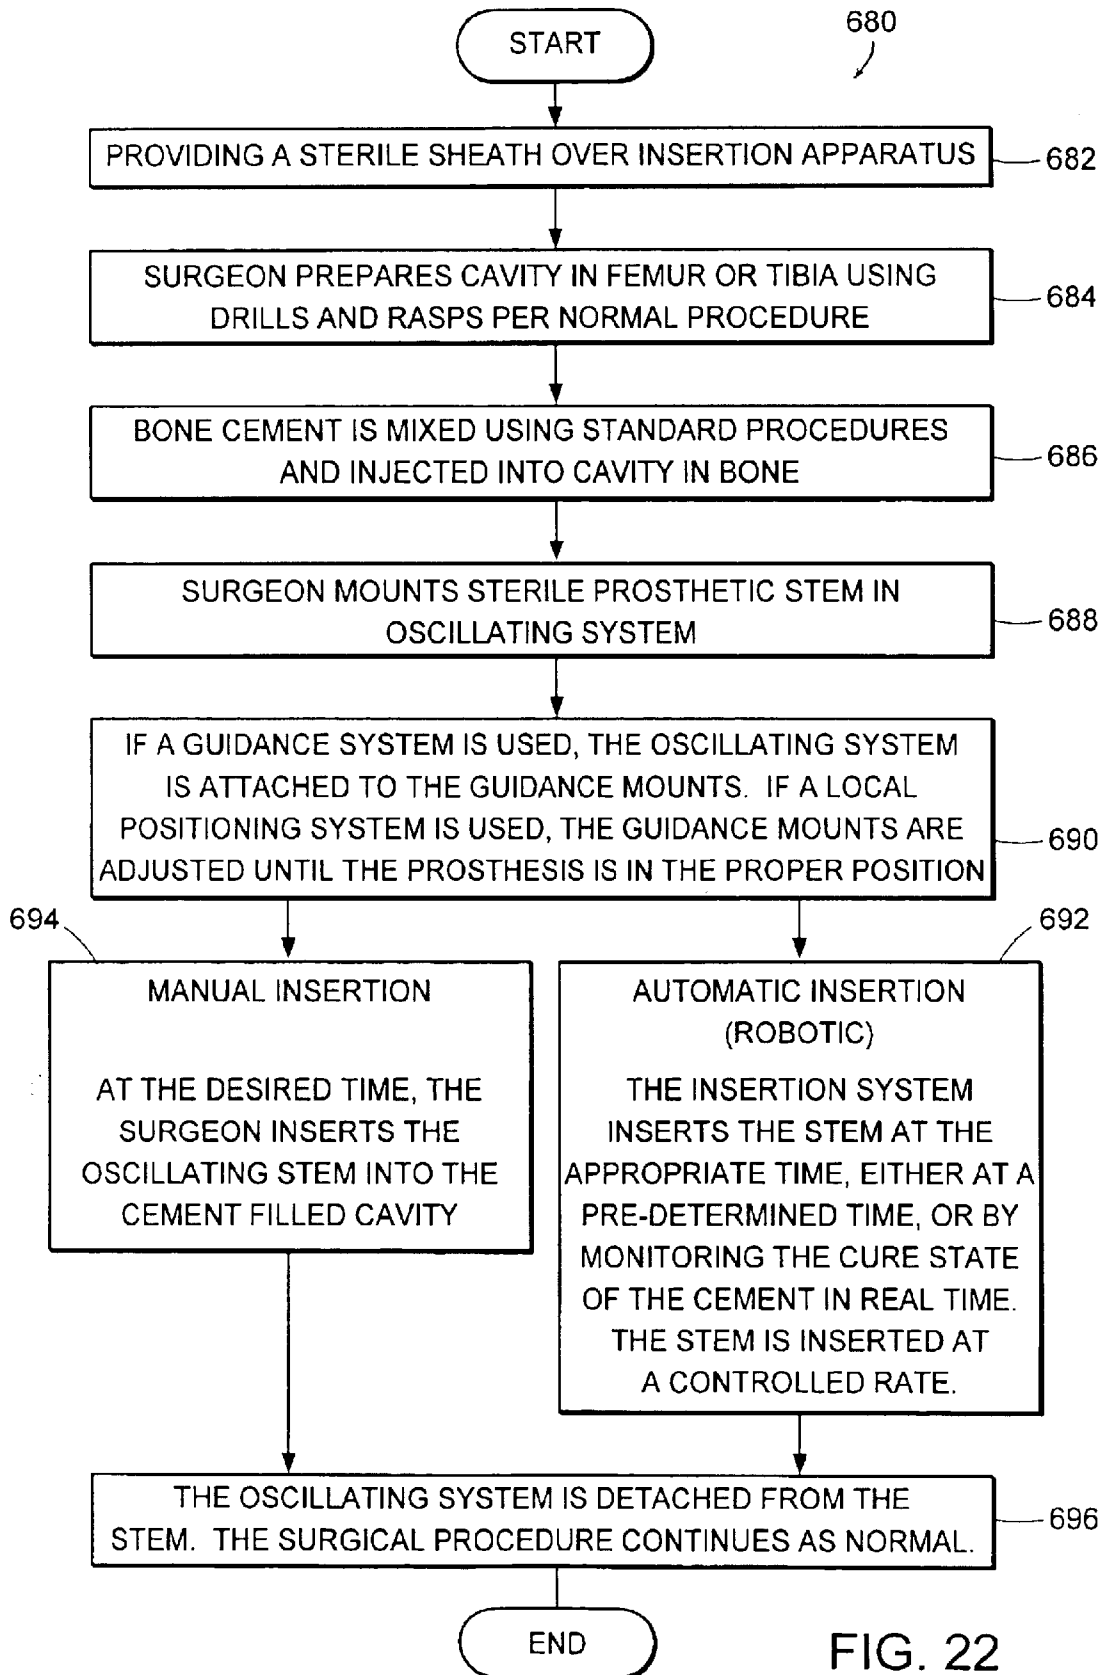 START
680
PROVIDING A STERILE SHEATH OVER INSERTION APPARATUS
682
SURGEON PREPARES CAVITY IN FEMUR OR TIBIA USING
DRILLS AND RASPS PER NORMAL PROCEDURE
684
BONE CEMENT IS MIXED USING STANDARD PROCEDURES
AND INJECTED INTO CAVITY IN BONE
686
SURGEON MOUNTS STERILE PROSTHETIC STEM IN
OSCILLATING SYSTEM
688
IF A GUIDANCE SYSTEM IS USED, THE OSCILLATING SYSTEM
IS ATTACHED TO THE GUIDANCE MOUNTS. IF A LOCAL
POSITIONING SYSTEM IS USED, THE GUIDANCE MOUNTS ARE
ADJUSTED UNTIL THE PROSTHESIS IS IN THE PROPER POSITION
690
694
MANUAL INSERTION
AT THE DESIRED TIME, THE
SURGEON INSERTS THE
OSCILLATING STEM INTO THE
CEMENT FILLED CAVITY
692
AUTOMATIC INSERTION
(ROBOTIC)
THE INSERTION SYSTEM
INSERTS THE STEM AT THE
APPROPRIATE TIME, EITHER AT A
PRE-DETERMINED TIME, OR BY
MONITORING THE CURE STATE
OF THE CEMENT IN REAL TIME.
THE STEM IS INSERTED AT
A CONTROLLED RATE.
THE OSCILLATING SYSTEM IS DETACHED FROM THE
STEM. THE SURGICAL PROCEDURE CONTINUES AS NORMAL.
696
END
FIG. 22